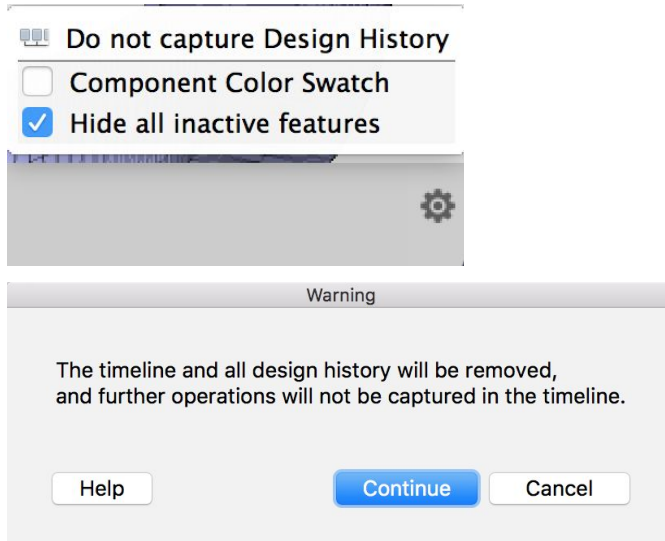 Do not capture Design History
Component Color Swatch
Hide all inactive features
Warning
The timeline and all design history will be removed,
and further operations will not be captured in the timeline.
Help
Continue
Cancel